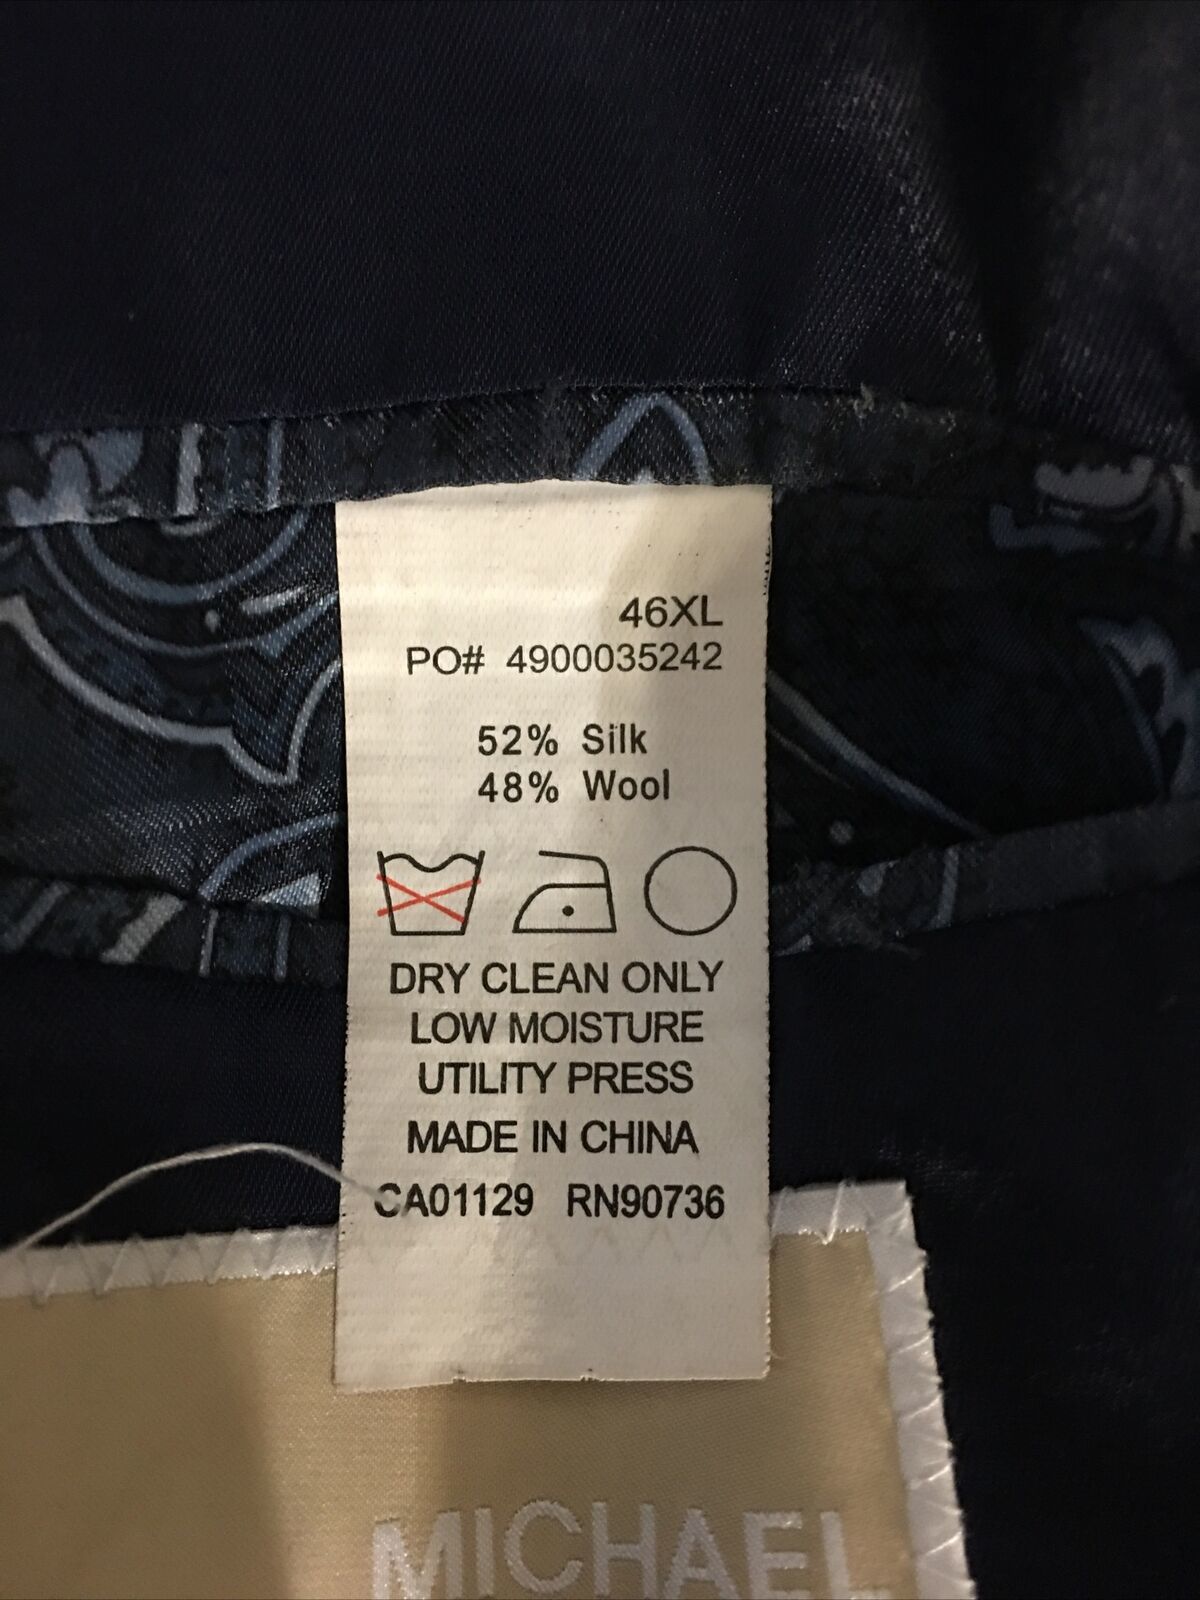 46XL
PO# 4900035242
52% Silk
48% Wool
DRY CLEAN ONLY
LOW MOISTURE
UTILITY PRESS
MADE IN CHINA
CA01129 RN90736
MICHAEL